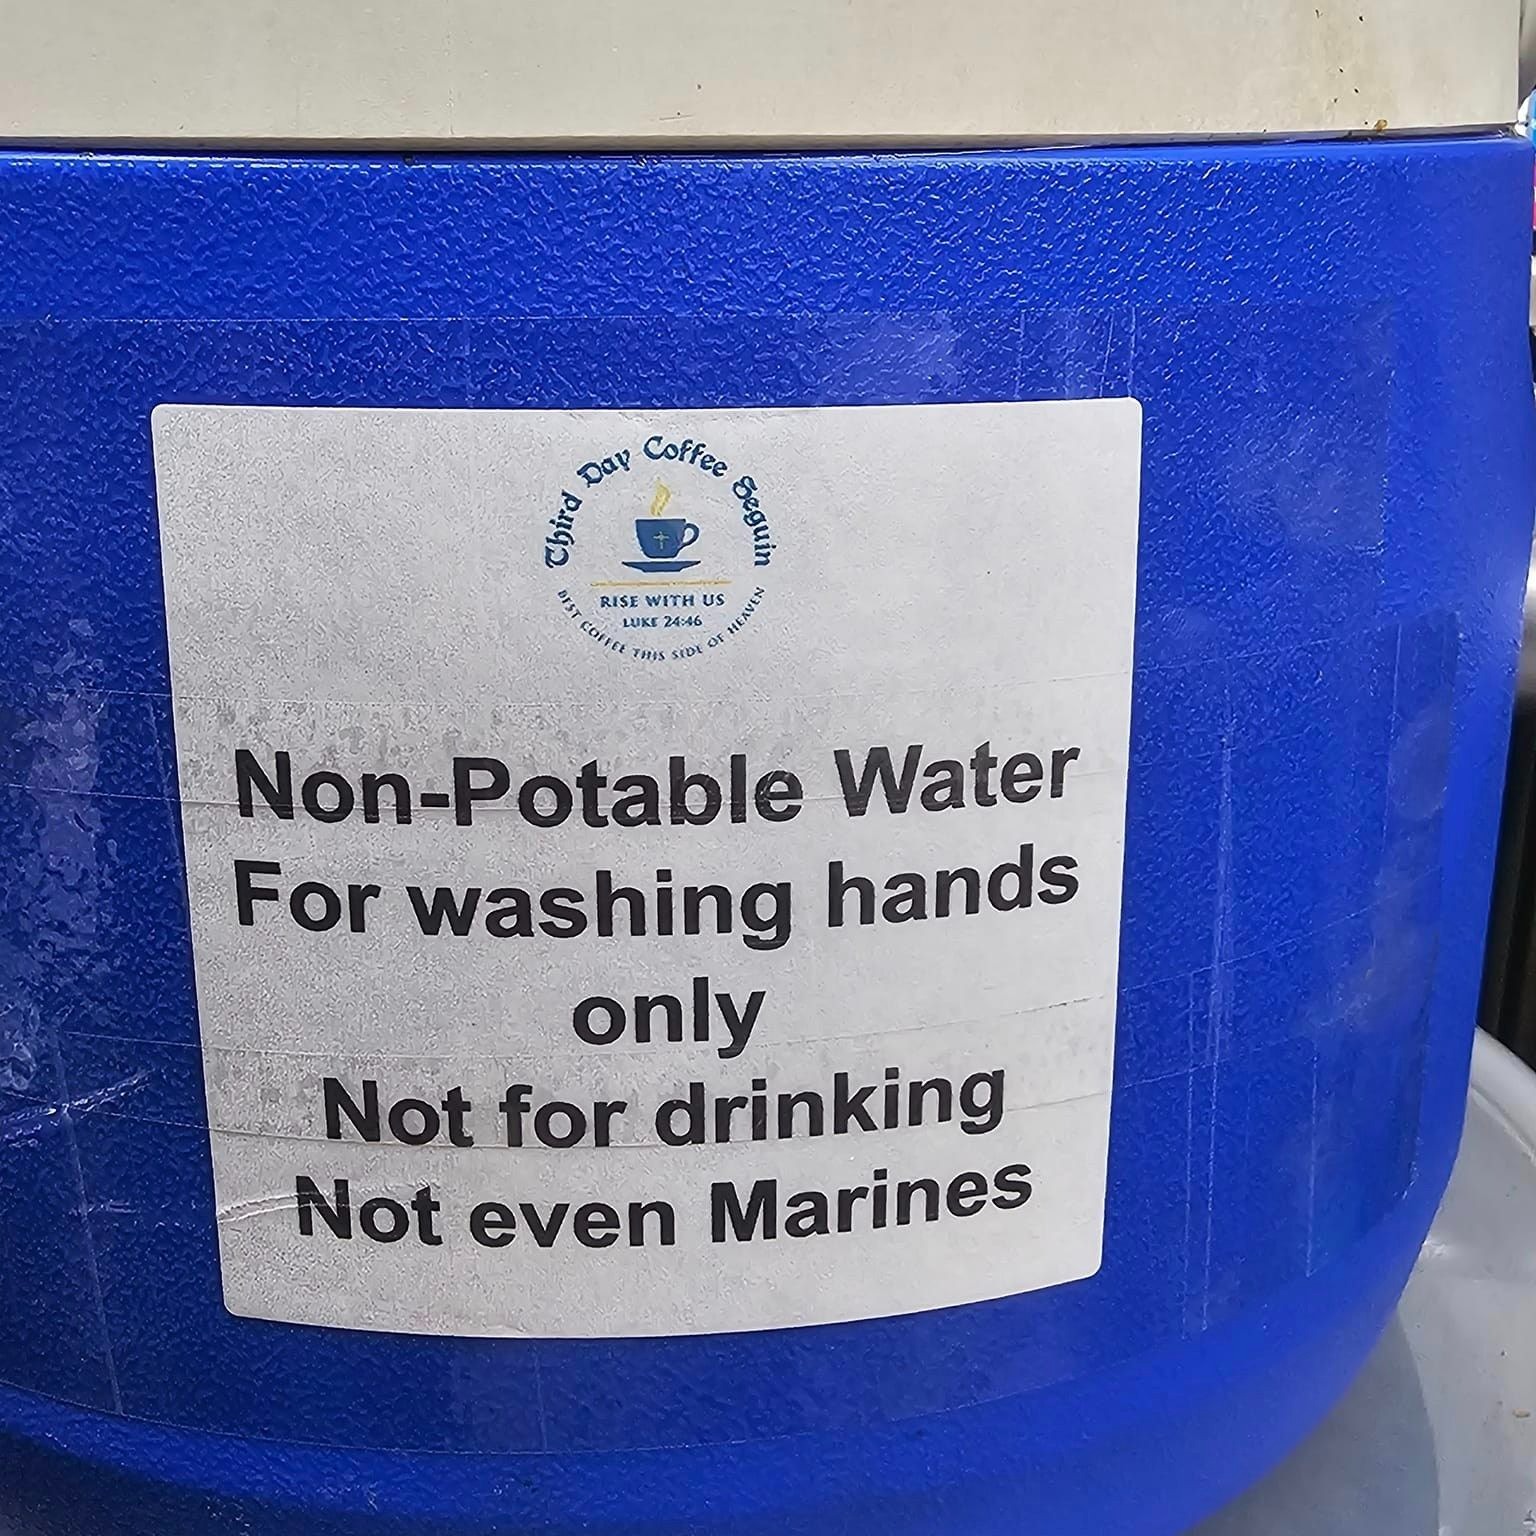 Third Day Coffee Seguin
RISE WITH US
LUKE 24:46
BEST COFFEE THIS SIDE OF HEAVEN
Non-Potable Water
For washing hands
only
Not for drinking
Not even Marines